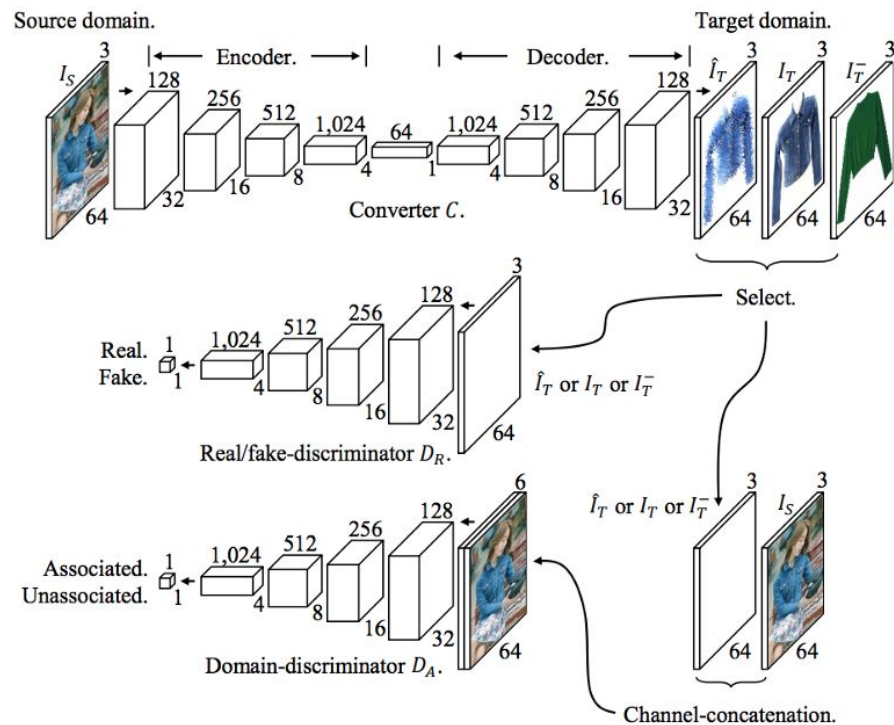 Source domain.
Target domain.
3
I_S
128
Encoder.
256
512
1,024
64
1,024
Decoder.
512
256
128
Î_T
3
I_T
3
I_T^-
3
64
32
16
8
4
1
4
8
16
32
64
64
64
Converter C.
Select.
3
128
256
512
1,024
1
Real.
Fake.
1
4
8
16
32
64
Î_T or I_T or I_T^-
Real/fake-discriminator D_R.
6
128
256
512
1,024
1
Associated.
Unassociated.
1
4
8
16
32
64
Domain-discriminator D_A.
Î_T or I_T or I_T^-
3
I_S
3
64
64
Channel-concatenation.